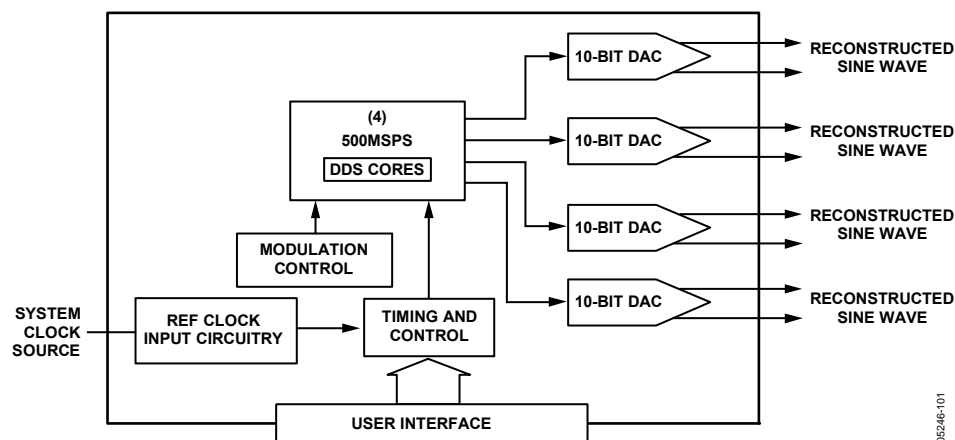 10-BIT DAC
RECONSTRUCTED
SINE WAVE
(4)
500MSPS
DDS CORES
10-BIT DAC
RECONSTRUCTED
SINE WAVE
10-BIT DAC
RECONSTRUCTED
SINE WAVE
MODULATION
CONTROL
10-BIT DAC
RECONSTRUCTED
SINE WAVE
SYSTEM
CLOCK
SOURCE
REF CLOCK
INPUT CIRCUITRY
TIMING AND
CONTROL
USER INTERFACE
05246-101